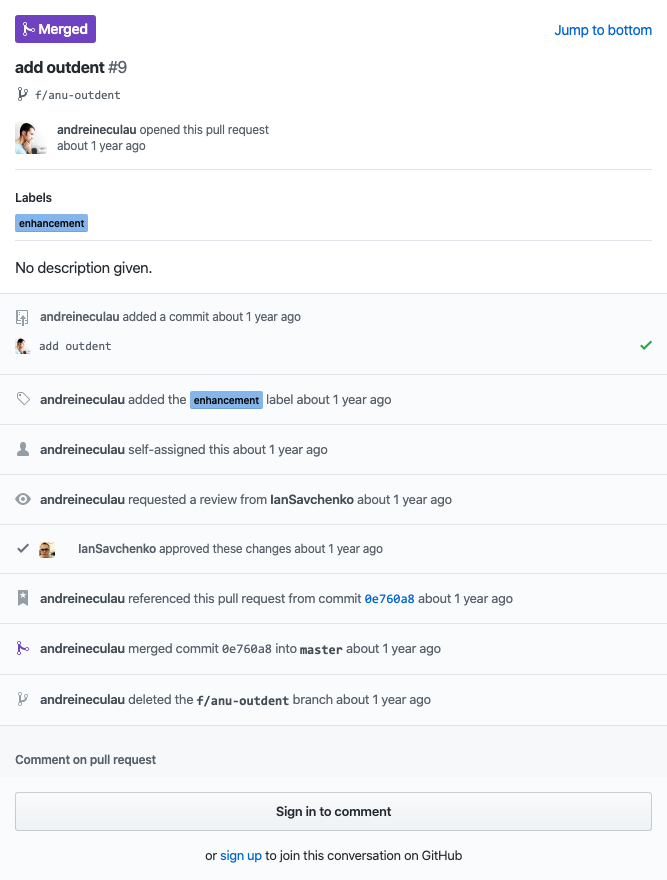 Merged
Jump to bottom
add outdent #9
f/anu-outdent
andreineculau opened this pull request
about 1 year ago
Labels
enhancement
No description given.
andreineculau added a commit about 1 year ago
add outdent
andreineculau added the enhancement label about 1 year ago
andreineculau self-assigned this about 1 year ago
andreineculau requested a review from IanSavchenko about 1 year ago
IanSavchenko approved these changes about 1 year ago
andreineculau referenced this pull request from commit 0e760a8 about 1 year ago
andreineculau merged commit 0e760a8 into master about 1 year ago
andreineculau deleted the f/anu-outdent branch about 1 year ago
Comment on pull request
Sign in to comment
or sign up to join this conversation on GitHub